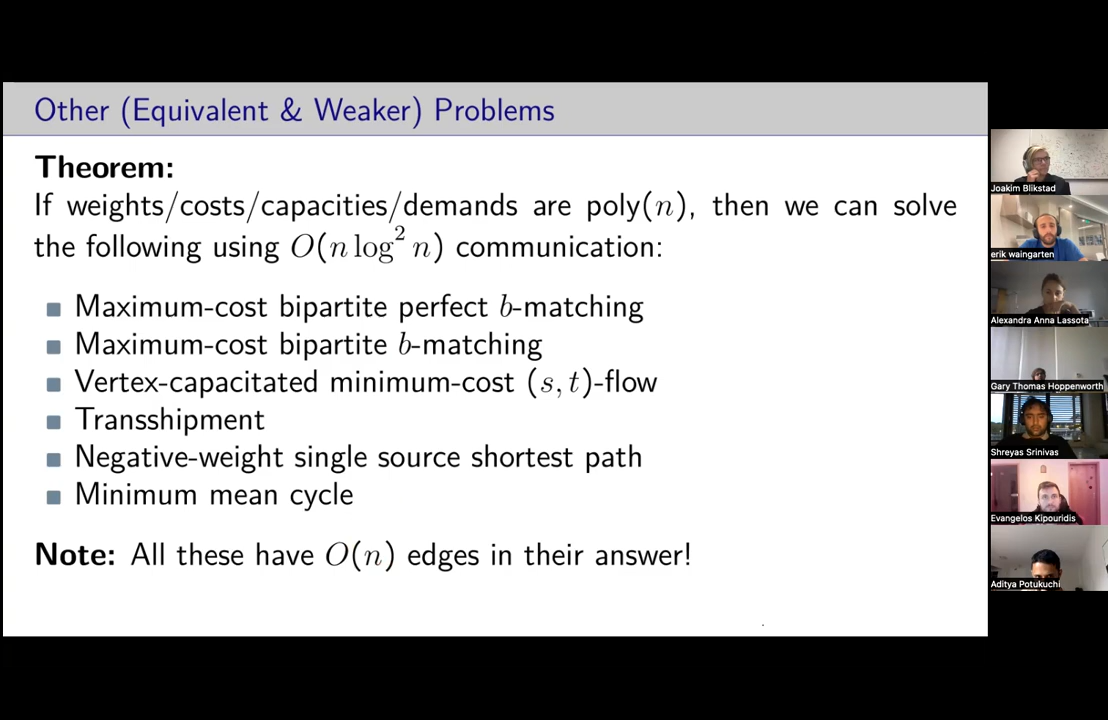 Other (Equivalent & Weaker) Problems
Theorem:
If weights/costs/capacities/demands are poly(n), then we can solve
the following using O(n log² n) communication:
Maximum-cost bipartite perfect b-matching
Maximum-cost bipartite b-matching
Vertex-capacitated minimum-cost (s, t)-flow
Transshipment
Negative-weight single source shortest path
Minimum mean cycle
Note: All these have O(n) edges in their answer!
Joakim Blikstad
erik waingarten
Alexandra Anna Lassota
Gary Thomas Hoppenworth
Shreyas Srinivas
Evangelos Kipouridis
Aditya Potukuchi